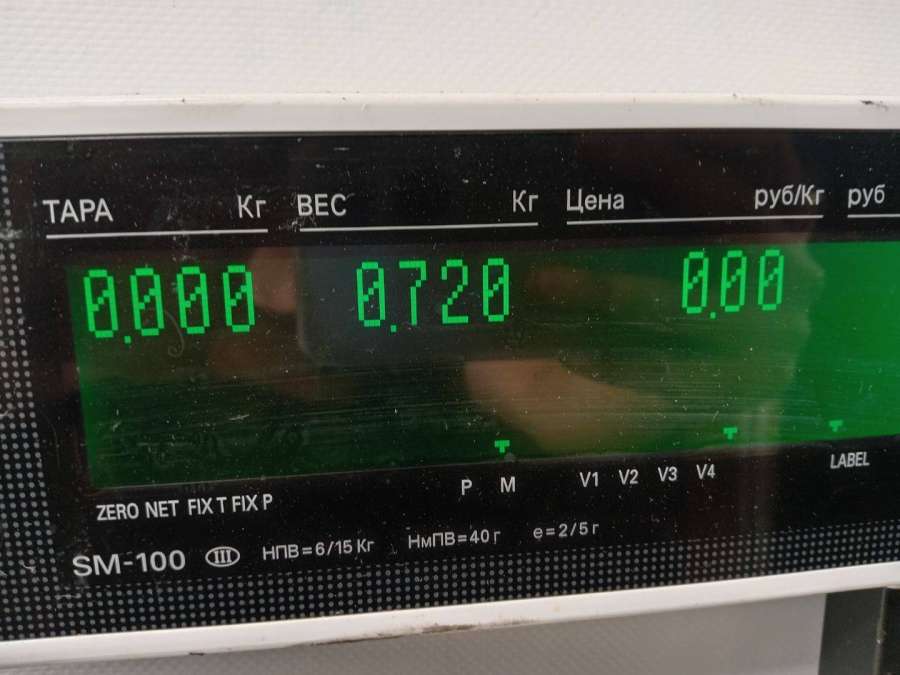 ТАРА Кг ВЕС Кг Цена руб/Кг руб
0.000 0.720 0.00
P M V1 V2 V3 V4 LABEL
ZERO NET FIX T FIX P
SM-100 III НПВ=6/15 Кг НмПВ=40 г e=2/5 г